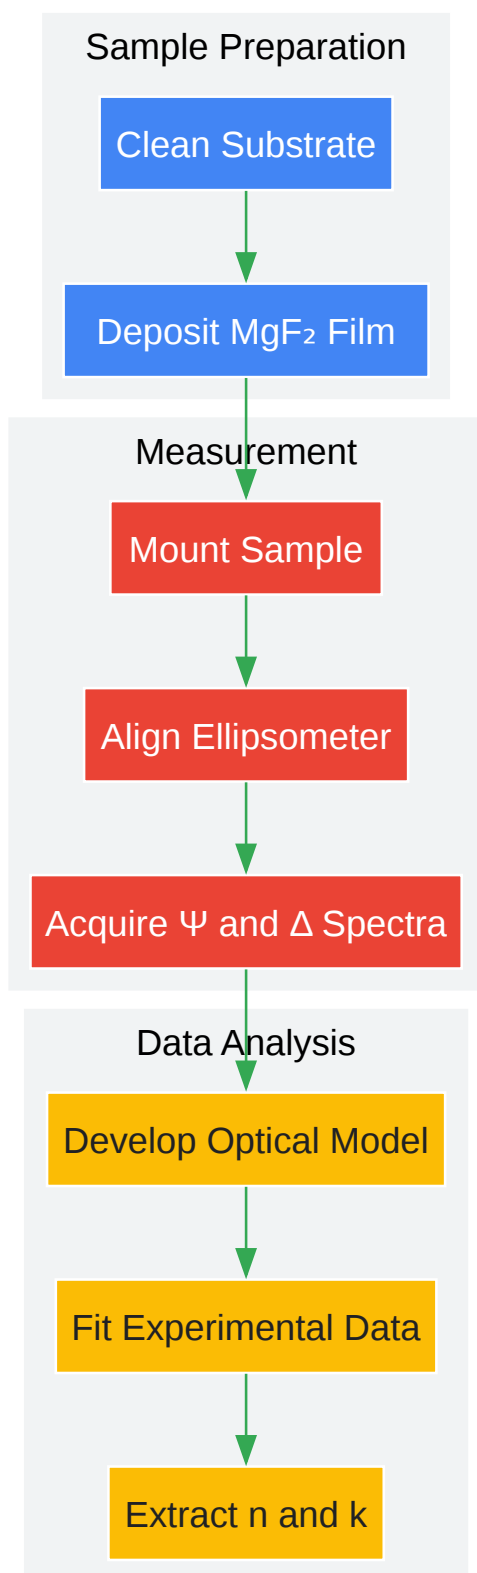 Sample Preparation
Clean Substrate
Deposit MgF₂ Film
Measurement
Mount Sample
Align Ellipsometer
Acquire Ψ and Δ Spectra
Data Analysis
Develop Optical Model
Fit Experimental Data
Extract n and k